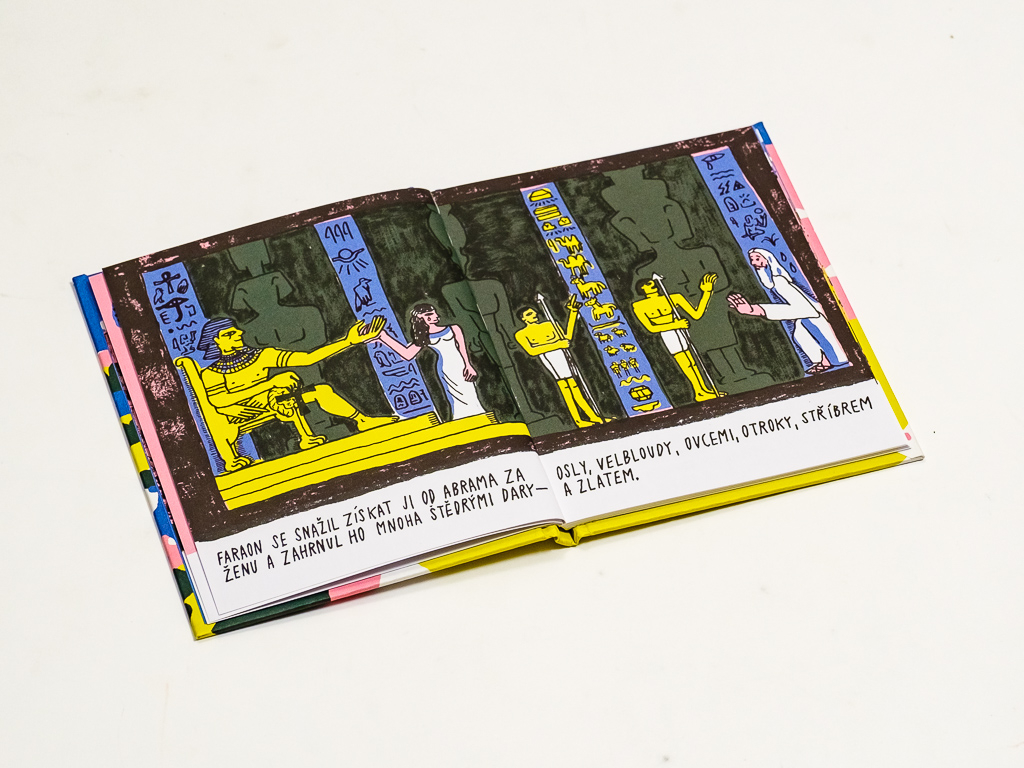 FARAON SE SNAŽIL ZÍSKAT JI OD ABRAMA ZA
ŽENU A ZAHRNUL HO MNOHA ŠTĚDRÝMI DARY—
OSLY, VELBLOUDY, OVCEMI, OTROKY, STŘÍBREM
A ZLATEM.